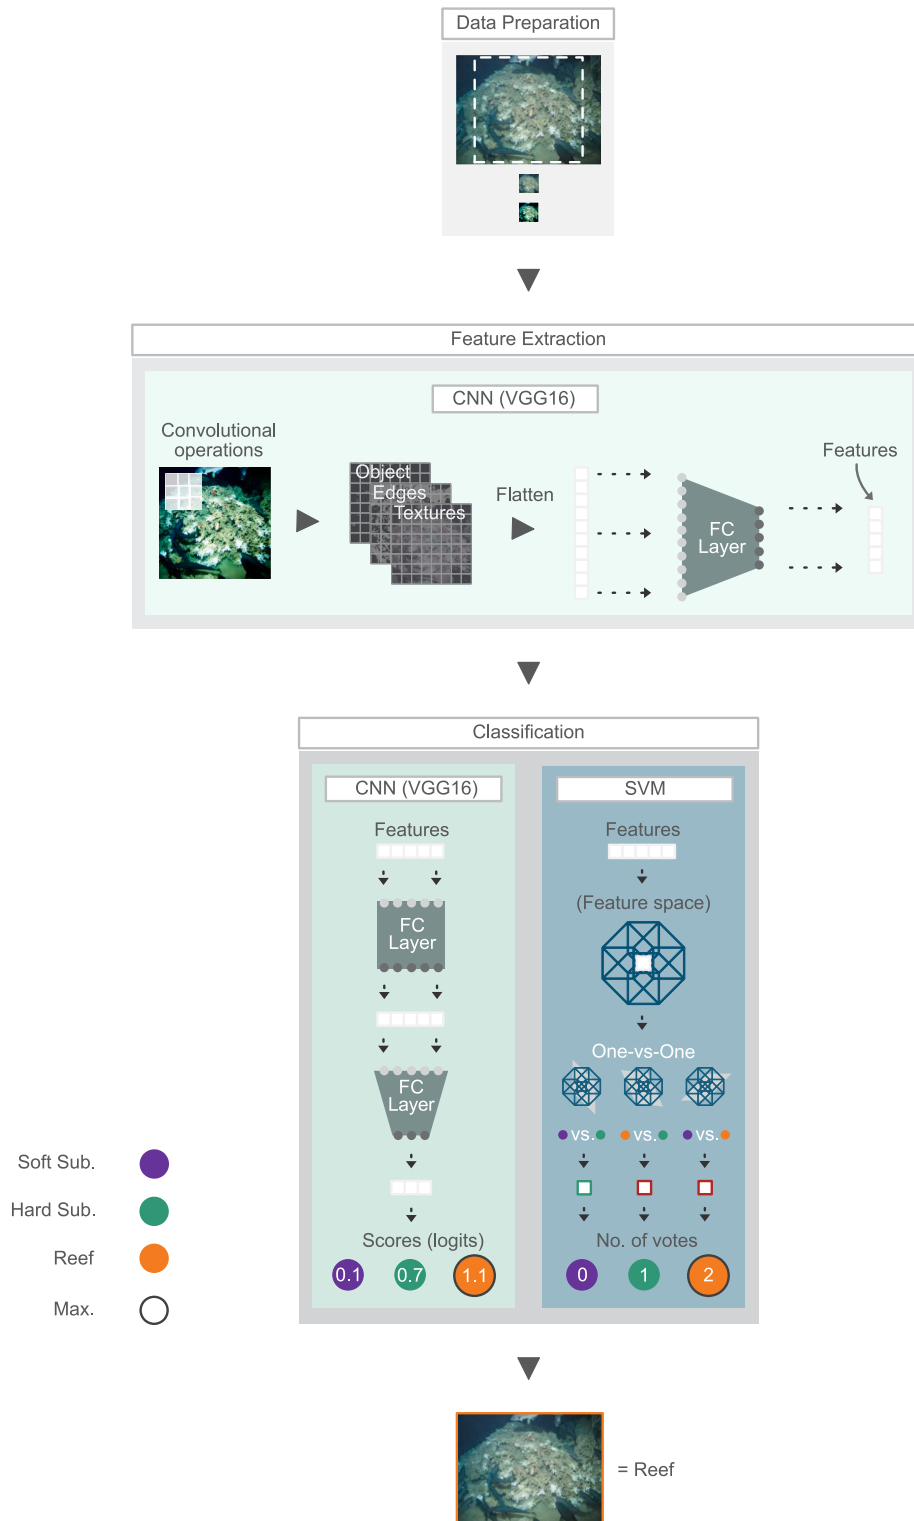 Data Preparation
Feature Extraction
CNN (VGG16)
Convolutional
operations
Object
Edges
Textures
Flatten
FC
Layer
Features
Classification
CNN (VGG16)
Features
FC
Layer
FC
Layer
Scores (logits)
0.1 0.7 1.1
SVM
Features
(Feature space)
One-vs-One
vs. vs. vs.
No. of votes
0 1 2
Soft Sub.
Hard Sub.
Reef
Max.
= Reef